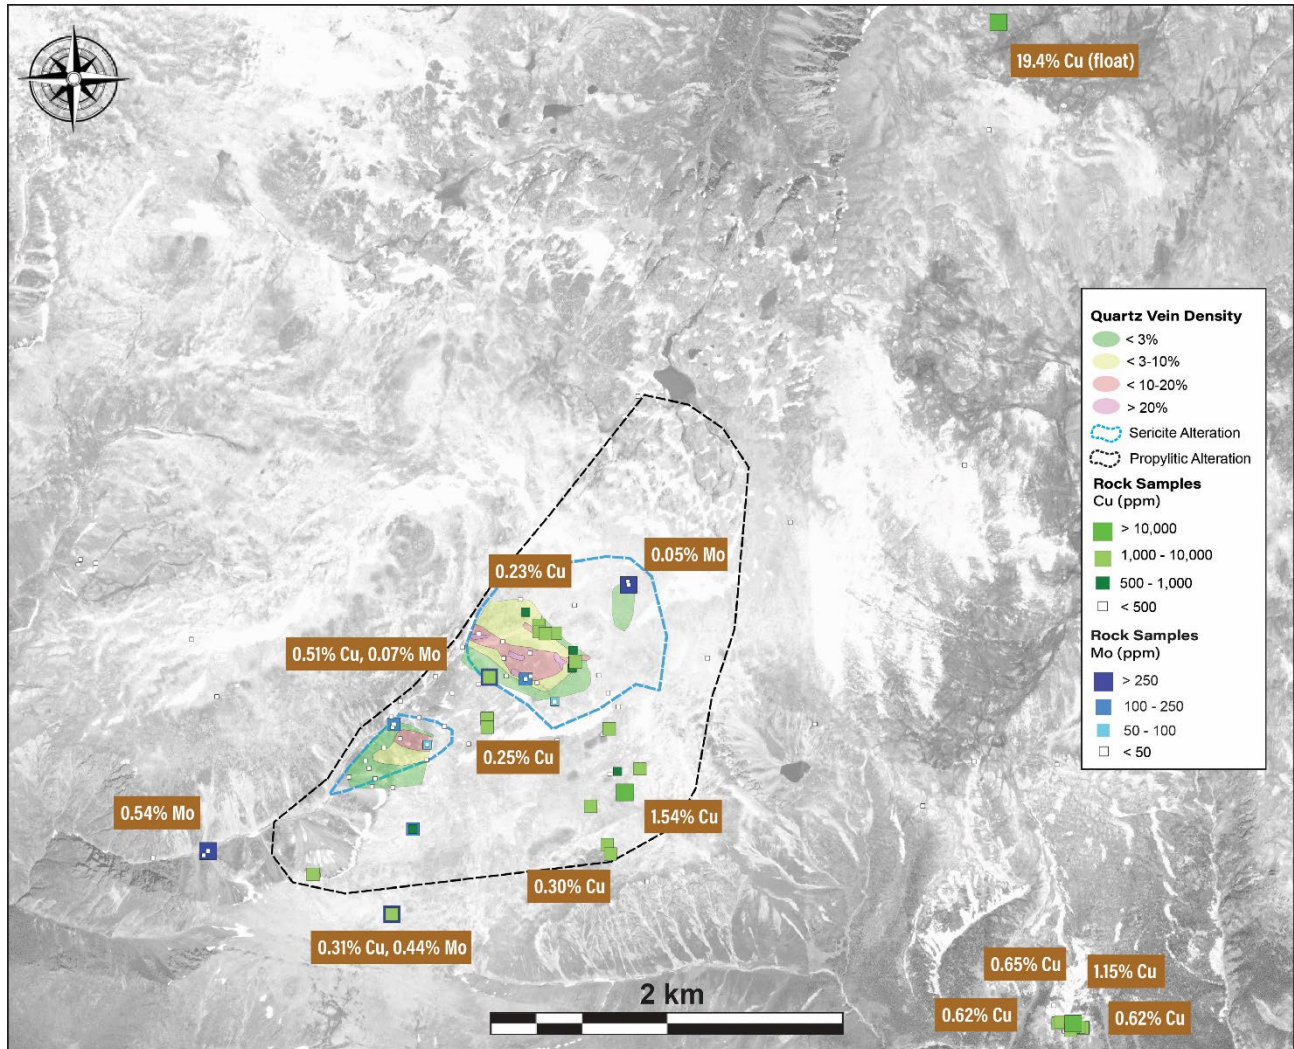 19.4% Cu (float)
Quartz Vein Density
< 3%
< 3-10%
< 10-20%
> 20%
Sericite Alteration
Propylitic Alteration
Rock Samples
Cu (ppm)
> 10,000
1,000 - 10,000
500 - 1,000
< 500
Rock Samples
Mo (ppm)
> 250
100 - 250
50 - 100
< 50
0.05% Mo
0.23% Cu
0.51% Cu, 0.07% Mo
0.25% Cu
0.54% Mo
1.54% Cu
0.30% Cu
0.31% Cu, 0.44% Mo
0.65% Cu
1.15% Cu
0.62% Cu
0.62% Cu
2 km